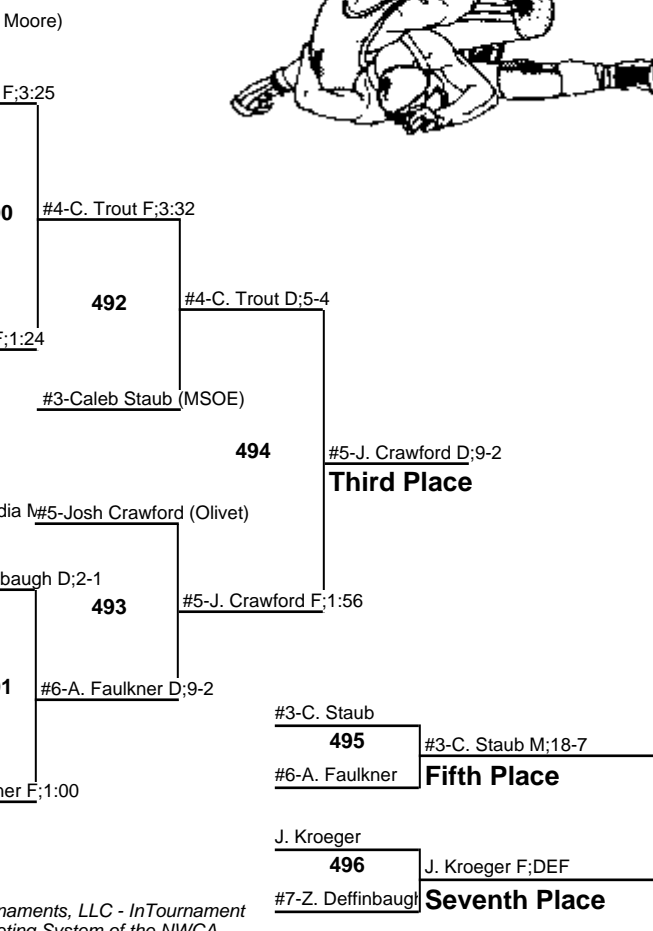 Moore)
F;3:25
#4-C. Trout F;3:32
492
#4-C. Trout D;5-4
F;1:24
#3-Caleb Staub (MSOE)
494
#5-J. Crawford D;9-2
Third Place
#5-Josh Crawford (Olivet)
baugh D;2-1
493
#5-J. Crawford F;1:56
#6-A. Faulkner D;9-2
#3-C. Staub
495
#3-C. Staub M;18-7
#6-A. Faulkner
Fifth Place
ner F;1:00
J. Kroeger
496
J. Kroeger F;DEF
#7-Z. Deffinbaugh
Seventh Place
naments, LLC - InTournament
ting System of the NWCA